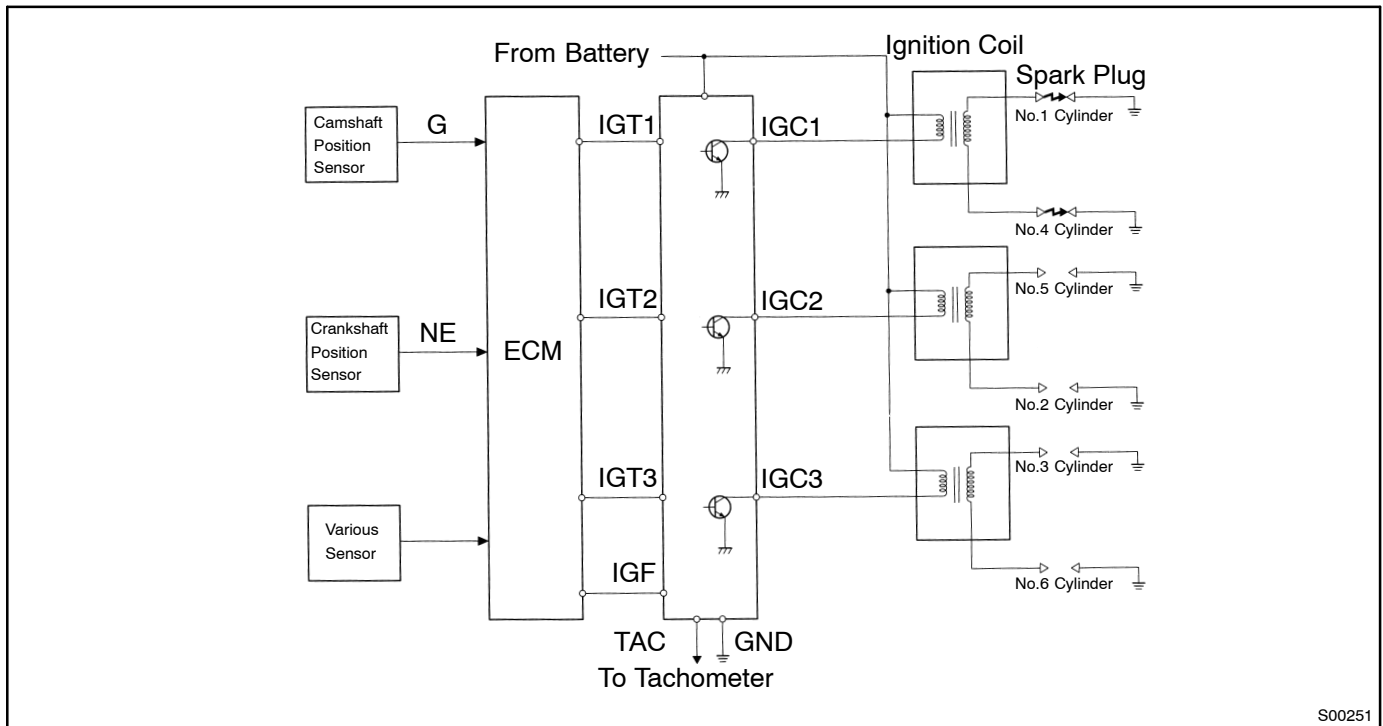 From Battery
Ignition Coil
Spark Plug
Camshaft
Position
Sensor
G
IGT1
IGC1
No.1 Cylinder
No.4 Cylinder
Crankshaft
Position
Sensor
NE
ECM
IGT2
IGC2
No.5 Cylinder
No.2 Cylinder
Various
Sensor
IGT3
IGC3
No.3 Cylinder
No.6 Cylinder
IGF
TAC
GND
To Tachometer
S00251